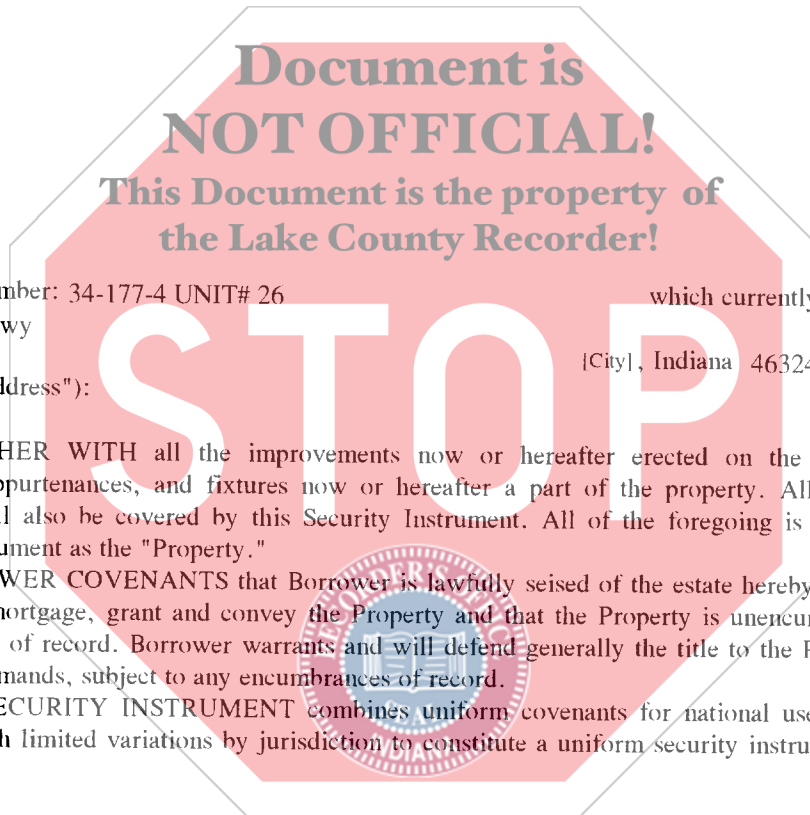 Document is
NOT OFFICIAL!
This Document is the property of
the Lake County Recorder!
mber: 34-177-4 UNIT# 26 which currently
wy
[City], Indiana 46324
ddress"):
STOP
HER WITH all the improvements now or hereafter erected on the
ppurtenances, and fixtures now or hereafter a part of the property. All
l also be covered by this Security Instrument. All of the foregoing is
ument as the "Property."
WER COVENANTS that Borrower is lawfully seised of the estate hereby
nortgage, grant and convey the Property and that the Property is unencu
of record. Borrower warrants and will defend generally the title to the
mands, subject to any encumbrances of record.
ECURITY INSTRUMENT combines uniform covenants for national use
h limited variations by jurisdiction to constitute a uniform security instru
SEAL
INDIANA